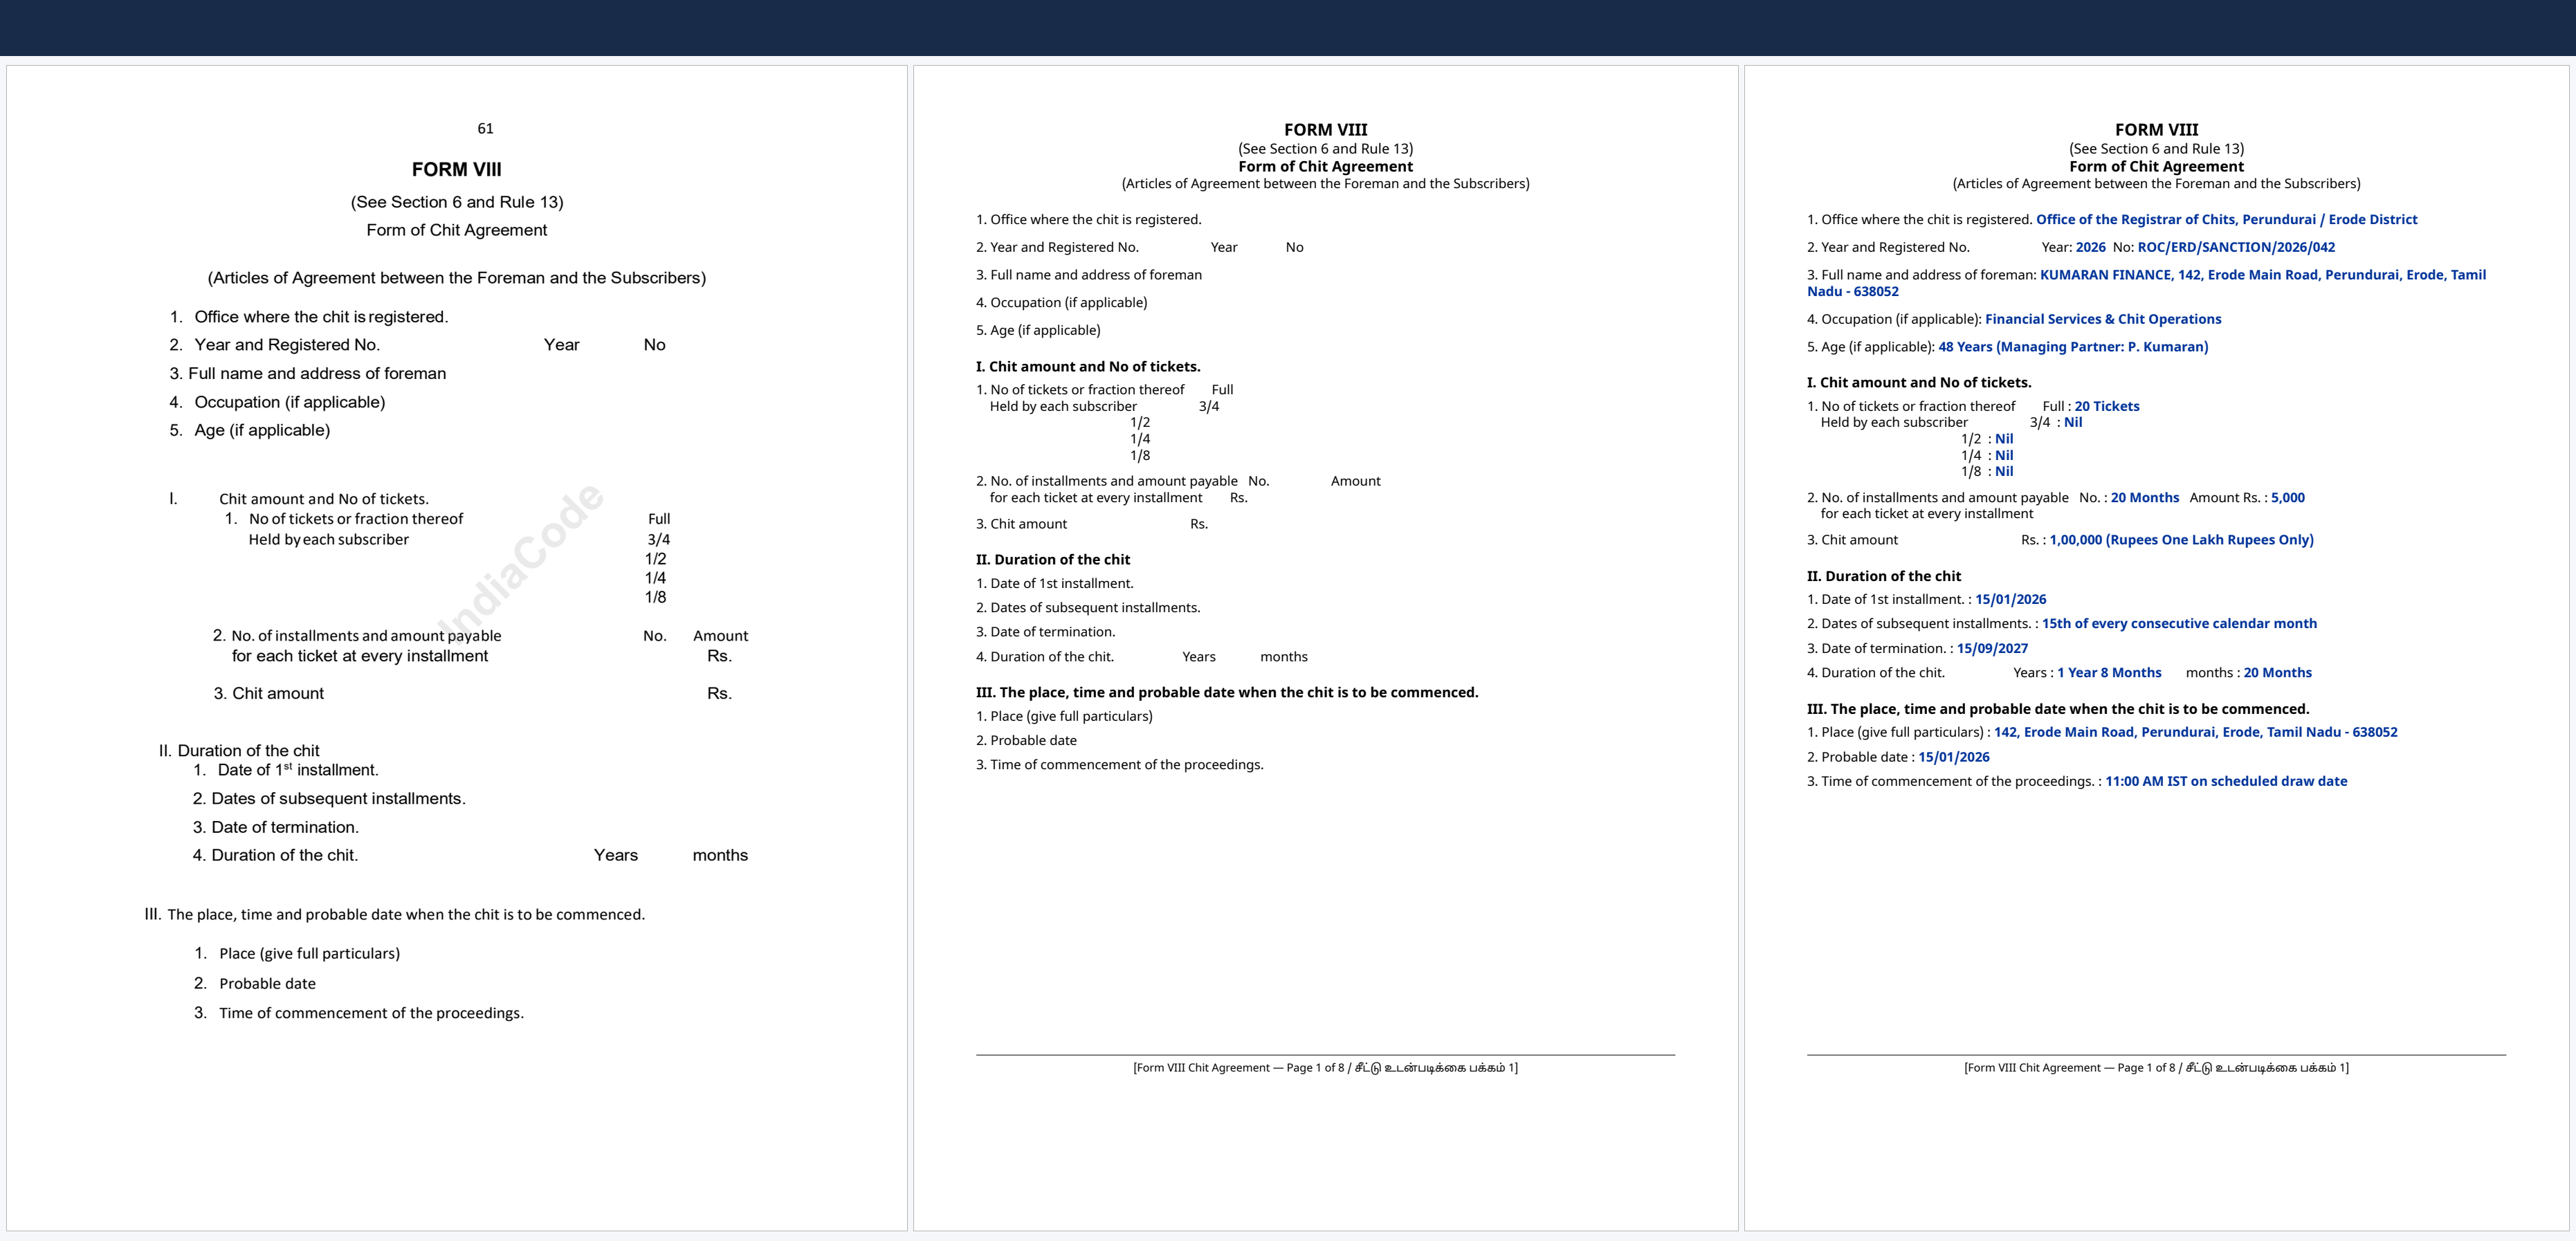 61
FORM VIII
(See Section 6 and Rule 13)
Form of Chit Agreement
(Articles of Agreement between the Foreman and the Subscribers)
1. Office where the chit is registered.
2. Year and Registered No. Year No
3. Full name and address of foreman
4. Occupation (if applicable)
5. Age (if applicable)
I. Chit amount and No of tickets.
1. No of tickets or fraction thereof Full
Held by each subscriber 3/4
1/2
1/4
1/8
2. No. of installments and amount payable No. Amount
for each ticket at every installment Rs.
3. Chit amount Rs.
II. Duration of the chit
1. Date of 1st installment.
2. Dates of subsequent installments.
3. Date of termination.
4. Duration of the chit. Years months
III. The place, time and probable date when the chit is to be commenced.
1. Place (give full particulars)
2. Probable date
3. Time of commencement of the proceedings.
IndiaCode
FORM VIII
(See Section 6 and Rule 13)
Form of Chit Agreement
(Articles of Agreement between the Foreman and the Subscribers)
1. Office where the chit is registered.
2. Year and Registered No. Year No
3. Full name and address of foreman
4. Occupation (if applicable)
5. Age (if applicable)
I. Chit amount and No of tickets.
1. No of tickets or fraction thereof Full
Held by each subscriber 3/4
1/2
1/4
1/8
2. No. of installments and amount payable No. Amount
for each ticket at every installment Rs.
3. Chit amount Rs.
II. Duration of the chit
1. Date of 1st installment.
2. Dates of subsequent installments.
3. Date of termination.
4. Duration of the chit. Years months
III. The place, time and probable date when the chit is to be commenced.
1. Place (give full particulars)
2. Probable date
3. Time of commencement of the proceedings.
[Form VIII Chit Agreement — Page 1 of 8 / சீட்டு உடன்படிக்கை பக்கம் 1]
FORM VIII
(See Section 6 and Rule 13)
Form of Chit Agreement
(Articles of Agreement between the Foreman and the Subscribers)
1. Office where the chit is registered. Office of the Registrar of Chits, Perundurai / Erode District
2. Year and Registered No. Year: 2026 No: ROC/ERD/SANCTION/2026/042
3. Full name and address of foreman: KUMARAN FINANCE, 142, Erode Main Road, Perundurai, Erode, Tamil
Nadu - 638052
4. Occupation (if applicable): Financial Services & Chit Operations
5. Age (if applicable): 48 Years (Managing Partner: P. Kumaran)
I. Chit amount and No of tickets.
1. No of tickets or fraction thereof Full : 20 Tickets
Held by each subscriber 3/4 : Nil
1/2 : Nil
1/4 : Nil
1/8 : Nil
2. No. of installments and amount payable No. : 20 Months Amount Rs. : 5,000
for each ticket at every installment
3. Chit amount Rs. : 1,00,000 (Rupees One Lakh Rupees Only)
II. Duration of the chit
1. Date of 1st installment. : 15/01/2026
2. Dates of subsequent installments. : 15th of every consecutive calendar month
3. Date of termination. : 15/09/2027
4. Duration of the chit. Years : 1 Year 8 Months months : 20 Months
III. The place, time and probable date when the chit is to be commenced.
1. Place (give full particulars) : 142, Erode Main Road, Perundurai, Erode, Tamil Nadu - 638052
2. Probable date : 15/01/2026
3. Time of commencement of the proceedings. : 11:00 AM IST on scheduled draw date
[Form VIII Chit Agreement — Page 1 of 8 / சீட்டு உடன்படிக்கை பக்கம் 1]